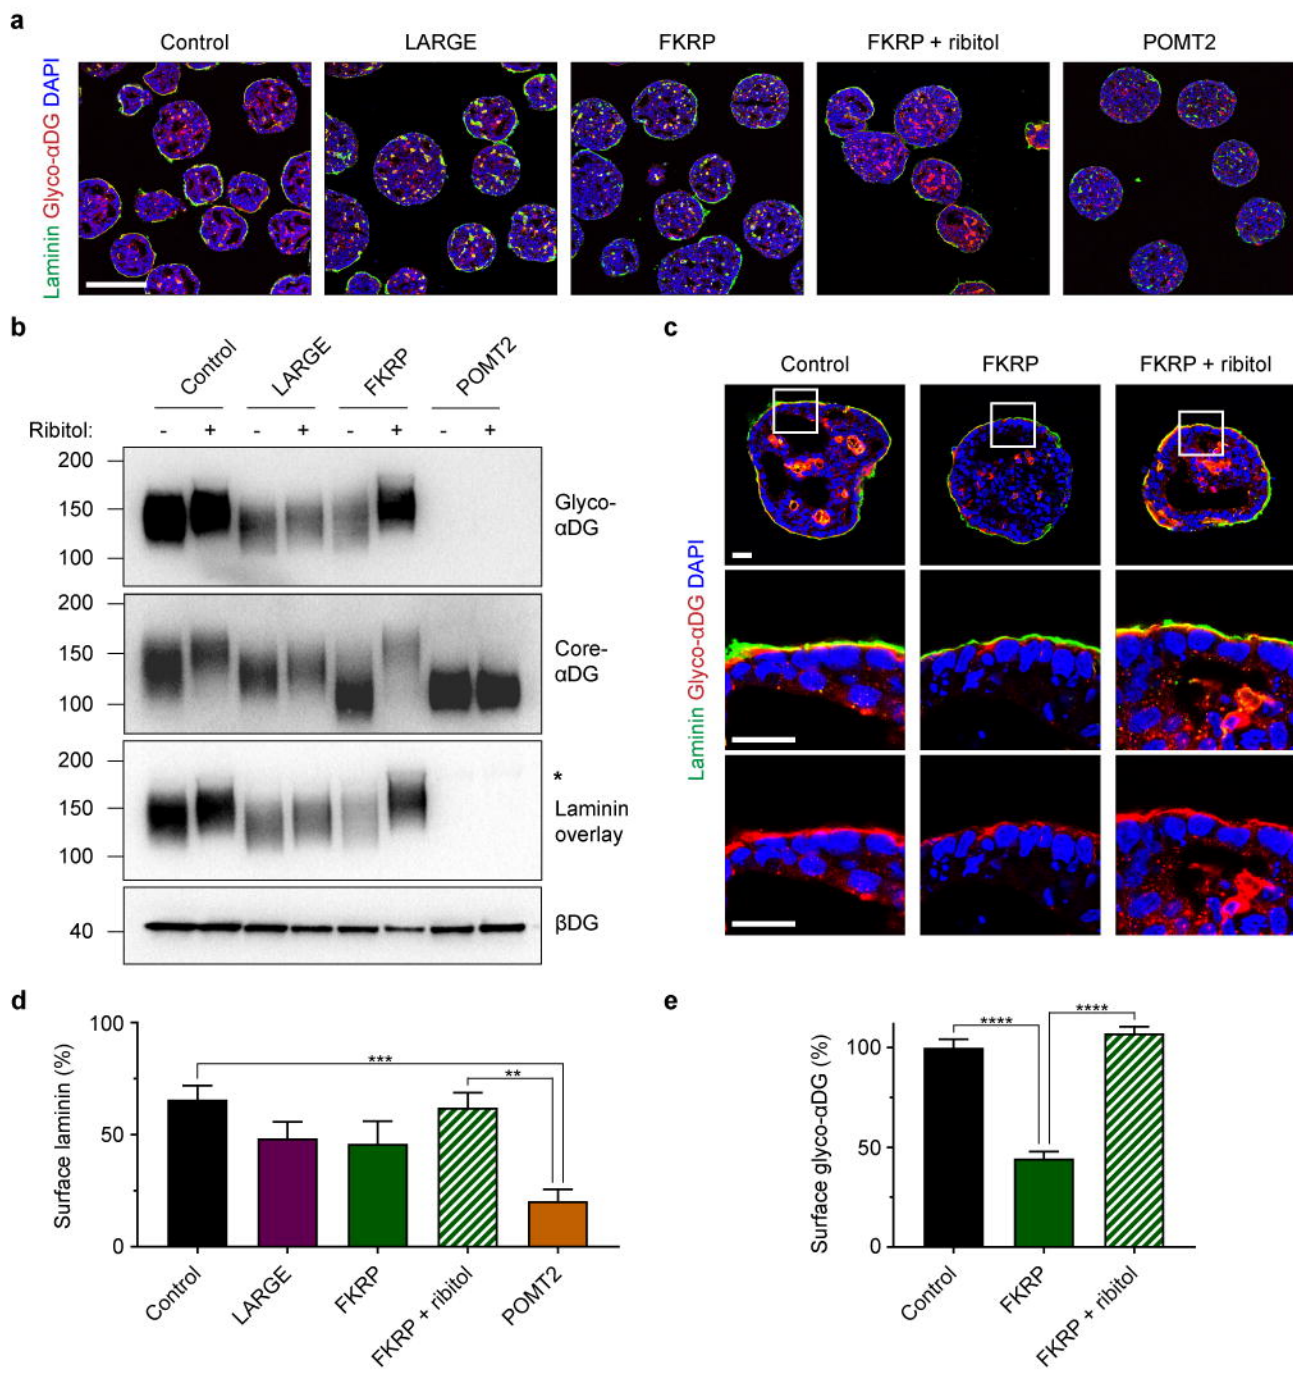 a
Control LARGE FKRP FKRP + ribitol POMT2
Laminin Glyco-αDG DAPI
b
Control LARGE FKRP POMT2
Ribitol: - + - + - + - +
200
150
100
Glyco-
αDG
200
150
100
Core-
αDG
200
150
100
*
Laminin
overlay
40
βDG
c
Control FKRP FKRP + ribitol
Laminin Glyco-αDG DAPI
d
Surface laminin (%)
100
50
0
***
**
Control LARGE FKRP FKRP + ribitol POMT2
e
Surface glyco-αDG (%)
100
50
0
**** ****
Control FKRP FKRP + ribitol